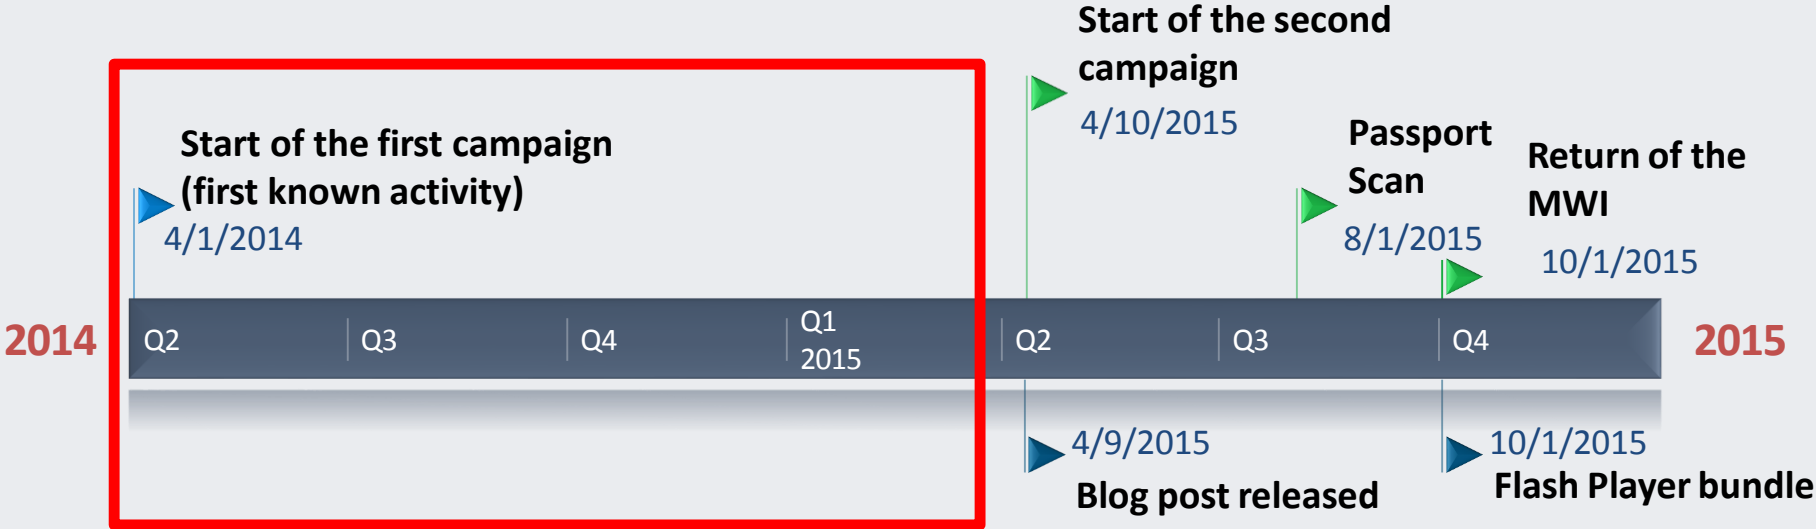 Start of the second
campaign
4/10/2015
Start of the first campaign
(first known activity)
4/1/2014
Passport
Scan
8/1/2015
Return of the
MWI
10/1/2015
2014
Q2
Q3
Q4
Q1
2015
Q2
Q3
Q4
2015
4/9/2015
Blog post released
10/1/2015
Flash Player bundle